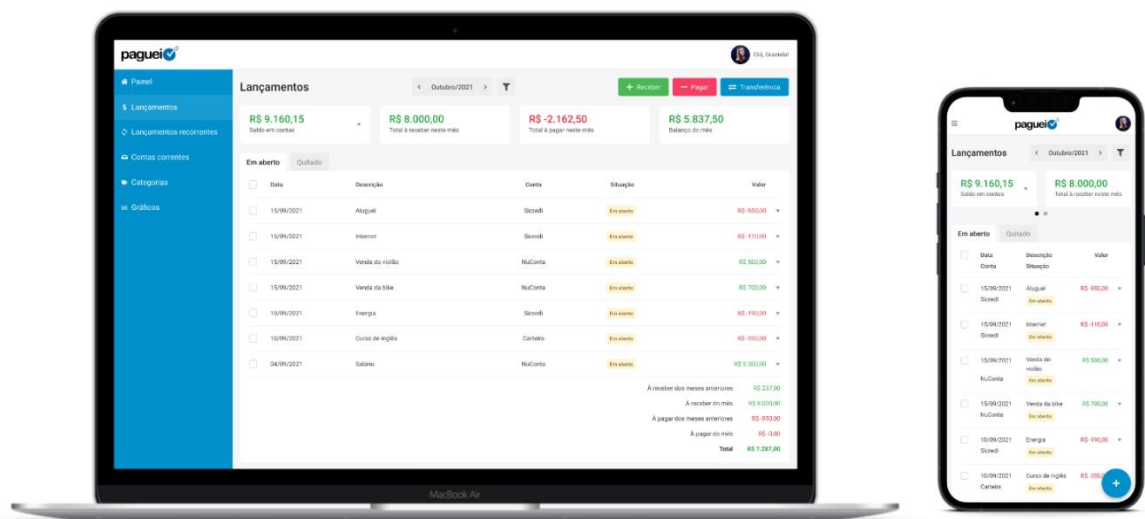 paguei
Olá, Graziela!
Painel
Lançamentos
Lançamentos recorrentes
Contas correntes
Categorias
Gráficos
Lançamentos
Outubro/2021
Receber
Pagar
Transferência
R$ 9.160,15
Saldo em contas
R$ 8.000,00
Total à receber neste mês
R$ -2.162,50
Total à pagar neste mês
R$ 5.837,50
Balanço do mês
Em aberto Quitado
Data Descrição Conta Situação Valor
15/09/2021 Aluguel Sicredi Em aberto R$ -950,00
15/09/2021 Internet Sicredi Em aberto R$ -110,00
15/09/2021 Venda do violão NuConta Em aberto R$ 500,00
15/09/2021 Venda da bike NuConta Em aberto R$ 700,00
10/09/2021 Energia Sicredi Em aberto R$ -190,00
10/09/2021 Curso de inglês Carteira Em aberto R$ -350,00
04/09/2021 Salário NuConta Em aberto
À receber dos meses anteriores R$ 237,00
À receber do mês R$ 8.000,00
À pagar dos meses anteriores R$ -950,00
À pagar do mês
Total R$ 7.287,00
MacBook Air
paguei
Lançamentos
Outubro/2021
R$ 9.160,15
Saldo em contas
R$ 8.000,00
Total à receber neste mês
Em aberto Quitado
Data Descrição Valor
Conta Situação
15/09/2021 Aluguel R$ -950,00
Sicredi Em aberto
15/09/2021 Internet R$ -110,00
Sicredi Em aberto
15/09/2021 Venda do R$ 500,00
violão
NuConta Em aberto
15/09/2021 Venda da bike R$ 700,00
NuConta Em aberto
10/09/2021 Energia R$ -190,00
Sicredi Em aberto
10/09/2021 Curso de inglês
Carteira Em aberto